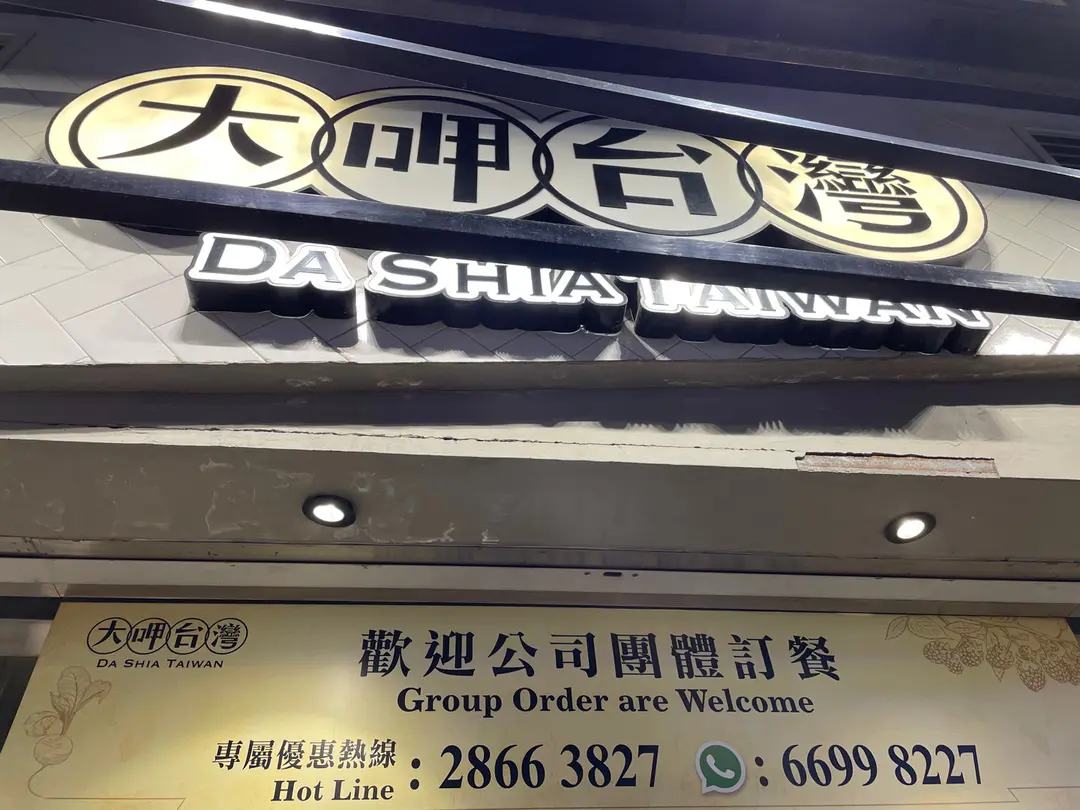 大呷台灣
DA SHIA TAIWAN
大呷台灣
DA SHIA TAIWAN
歡迎公司團體訂餐
Group Order are Welcome
專屬優惠熱線
Hot Line : 2866 3827 : 6699 8227